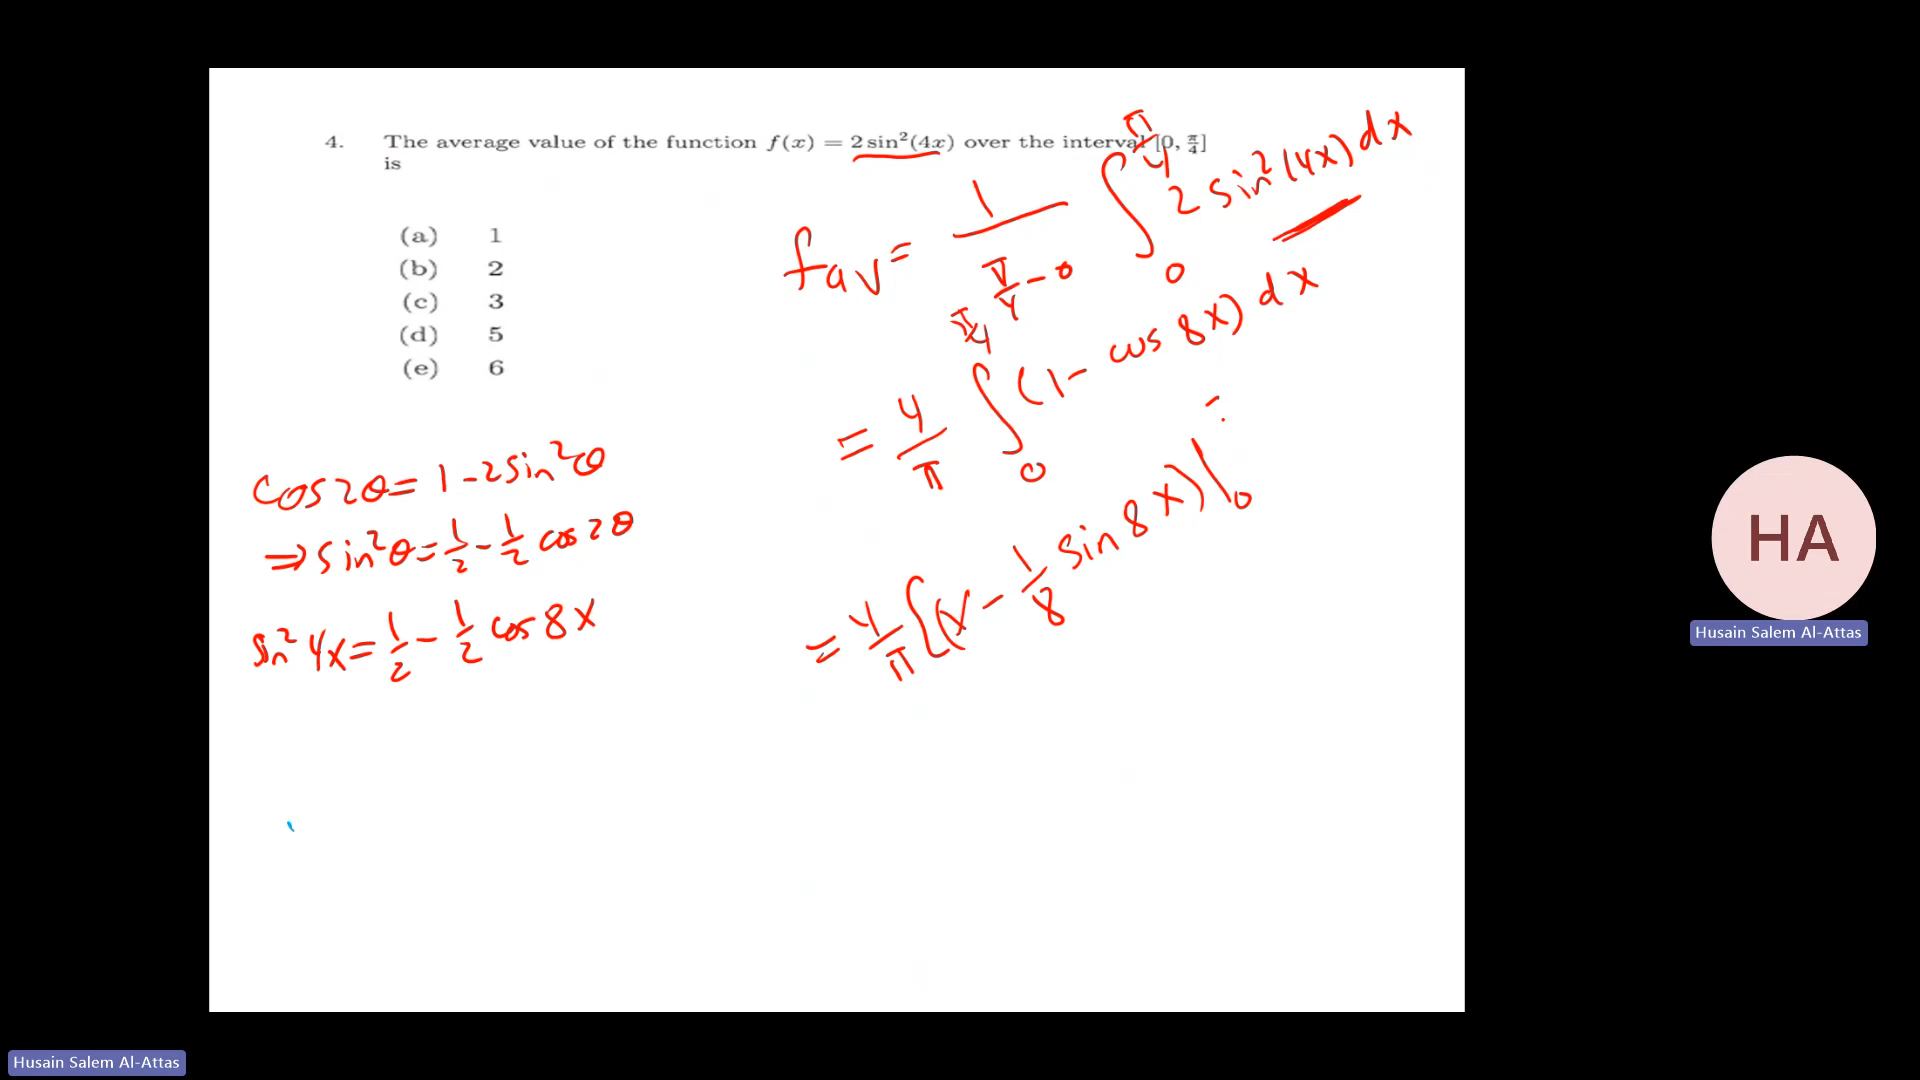 4. The average value of the function f(x) = 2 sin²(4x) over the interval [0, π/4]
is
(a) 1
(b) 2
(c) 3
(d) 5
(e) 6
fav = 1/(π/4 - 0) ∫₀^(π/4) 2 sin²(4x) dx
= 4/π ∫₀^(π/4) (1 - cos 8x) dx
= 4/π [(x - 1/8 sin 8x)|₀
cos2θ = 1 - 2sin²θ
⇒ sin²θ = 1/2 - 1/2 cos 2θ
sin² 4x = 1/2 - 1/2 cos 8x
HA
Husain Salem Al-Attas
Husain Salem Al-Attas